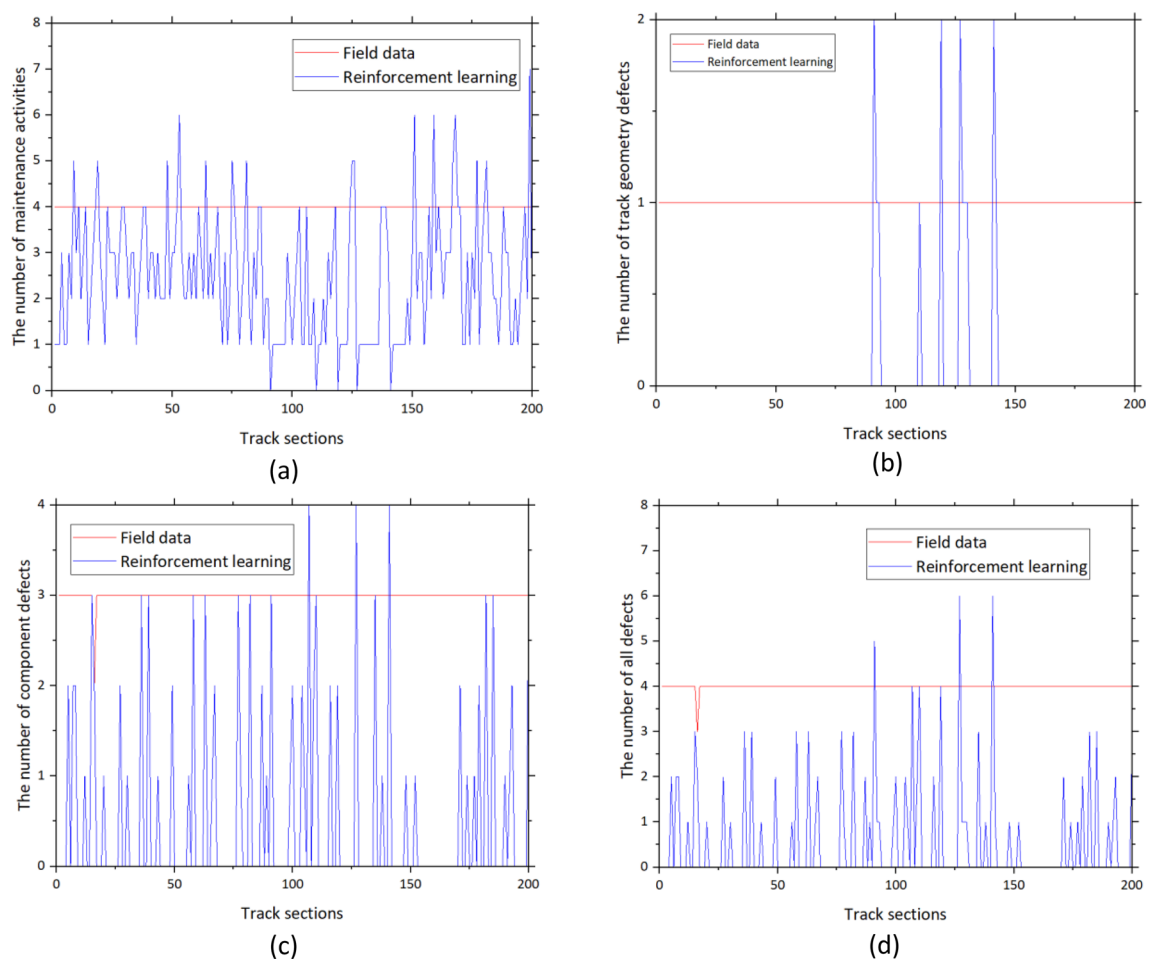 The number of maintenance activities
8
7
6
5
4
3
2
1
0
Field data
Reinforcement learning
0 50 100 150 200
Track sections
(a)
The number of track geometry defects
2
1
0
Field data
Reinforcement learning
0 50 100 150 200
Track sections
(b)
The number of component defects
4
3
2
1
0
Field data
Reinforcement learning
0 50 100 150 200
Track sections
(c)
The number of all defects
8
7
6
5
4
3
2
1
0
Field data
Reinforcement learning
0 50 100 150 200
Track sections
(d)